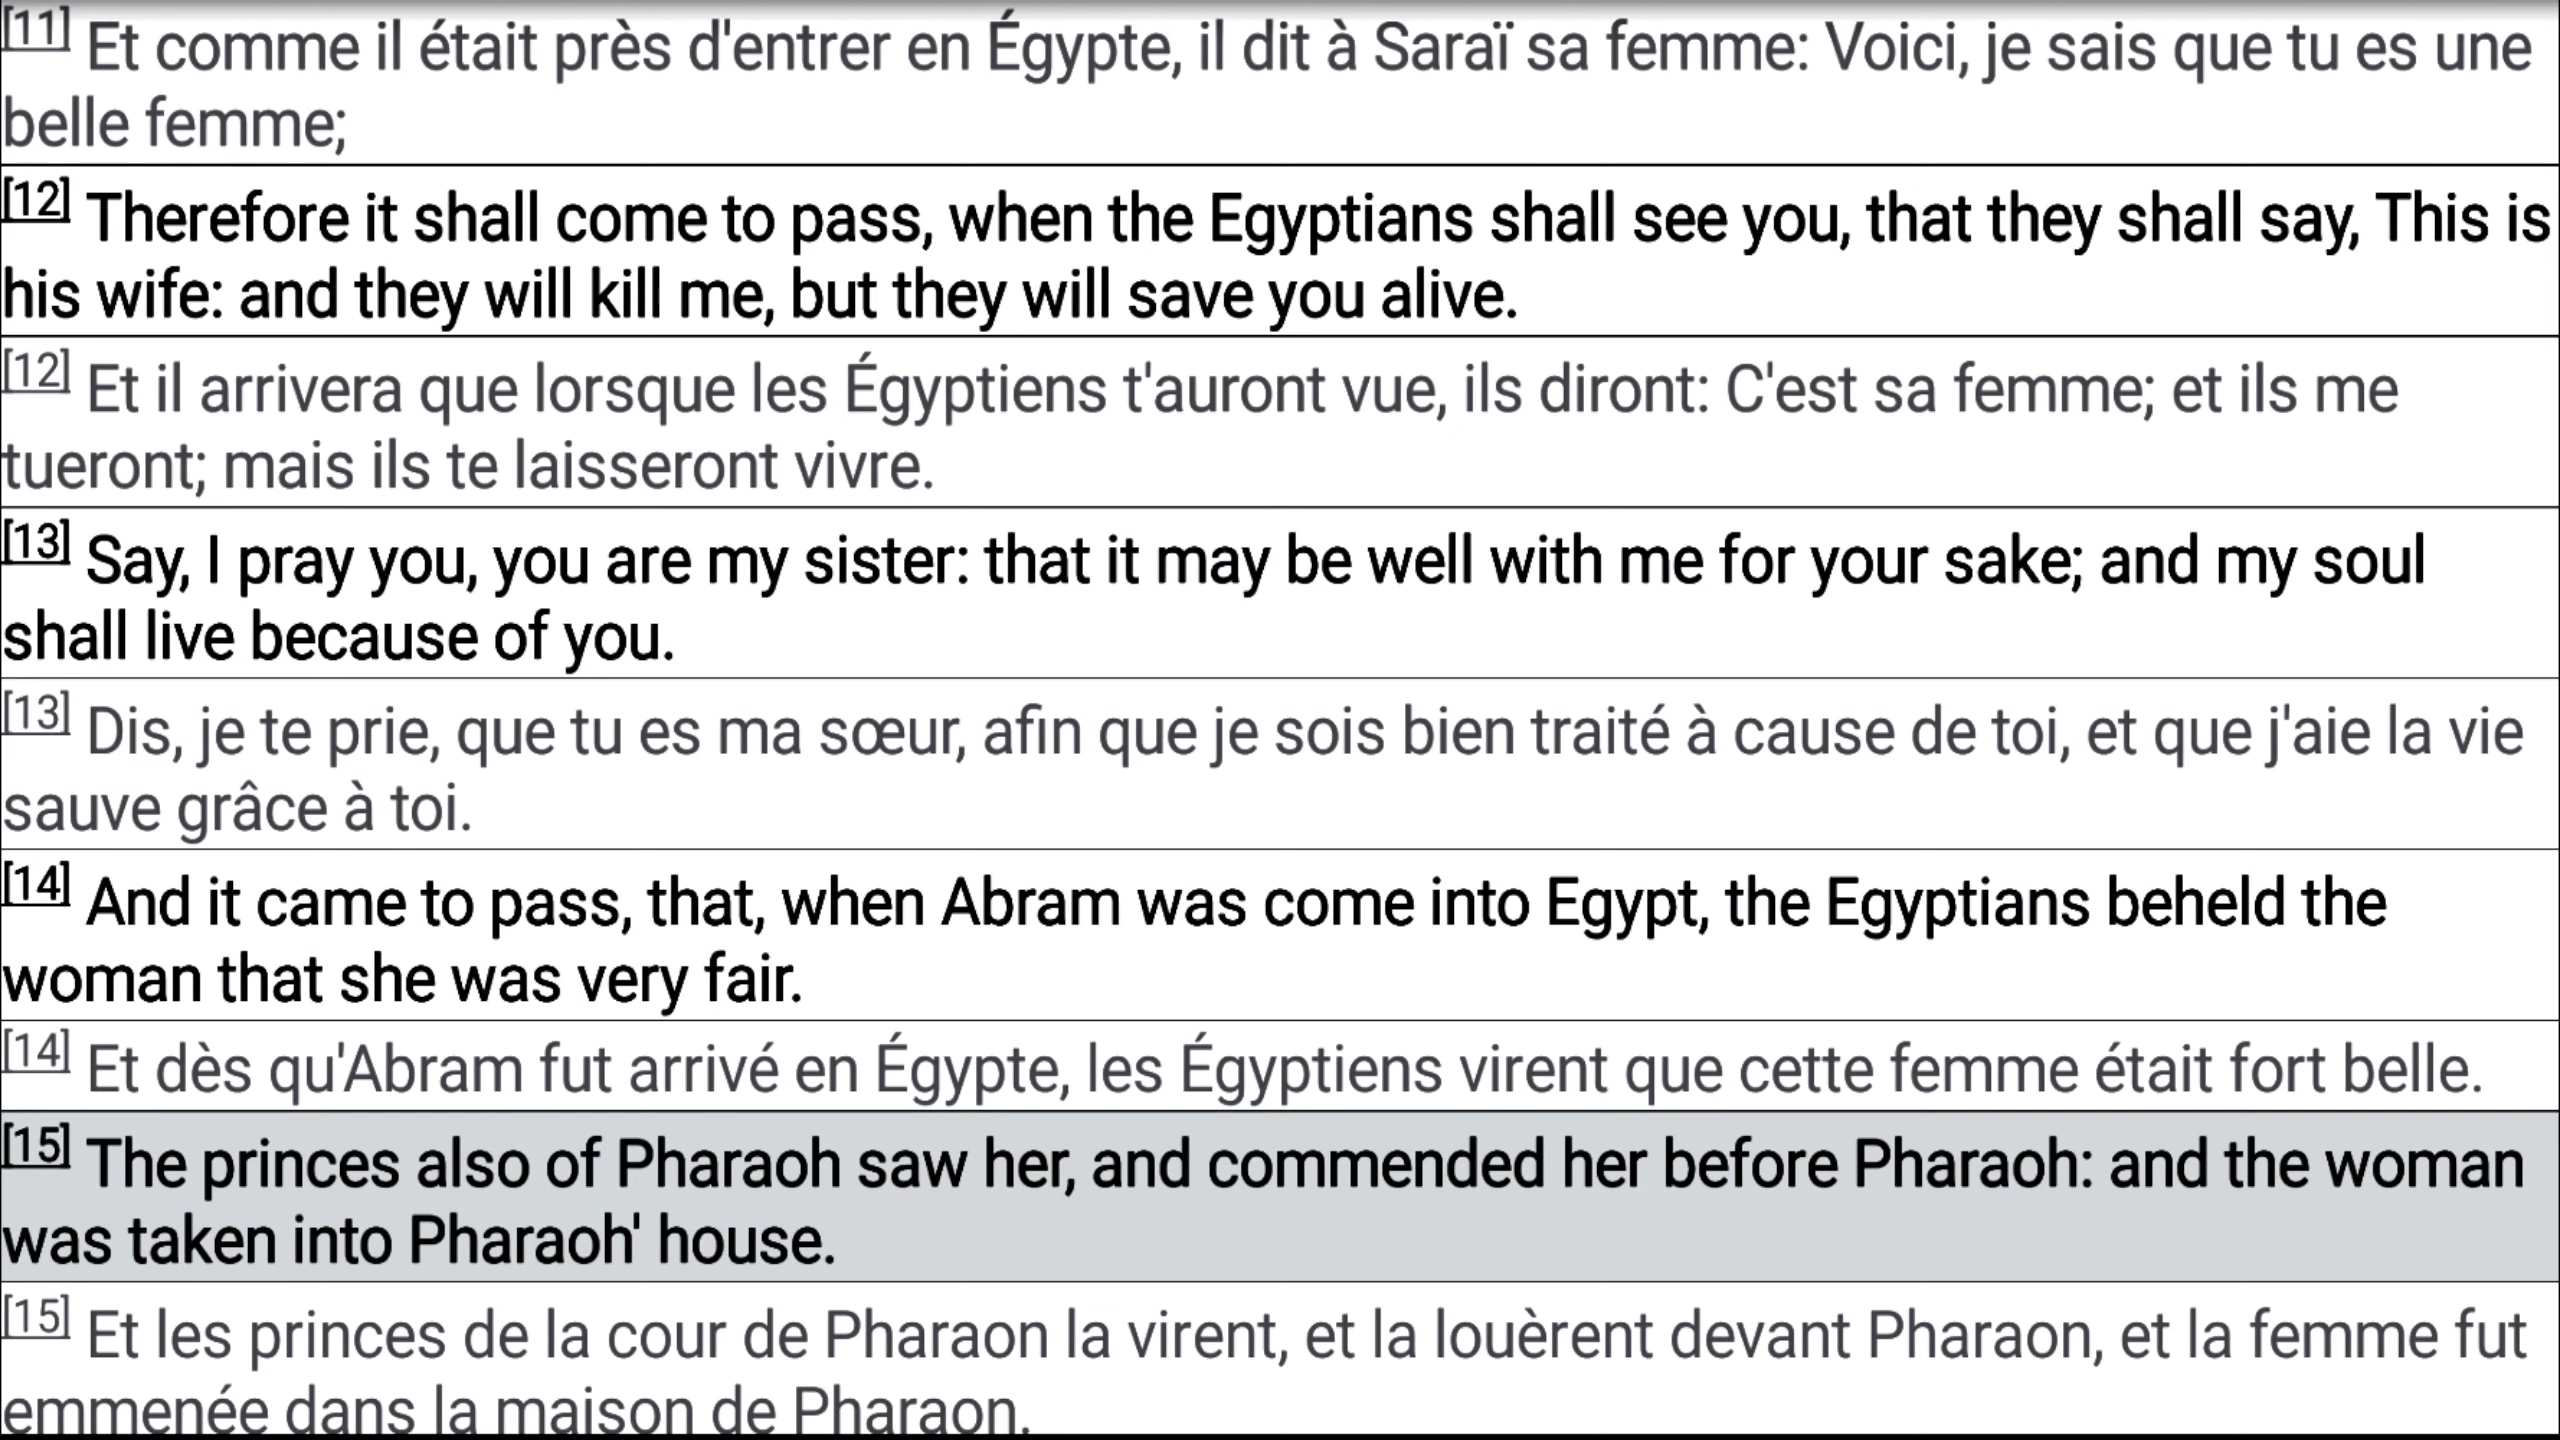 [11] Et comme il était près d'entrer en Égypte, il dit à Saraï sa femme: Voici, je sais que tu es une
belle femme;
[12] Therefore it shall come to pass, when the Egyptians shall see you, that they shall say, This is
his wife: and they will kill me, but they will save you alive.
[12] Et il arrivera que lorsque les Égyptiens t'auront vue, ils diront: C'est sa femme; et ils me
tueront; mais ils te laisseront vivre.
[13] Say, I pray you, you are my sister: that it may be well with me for your sake; and my soul
shall live because of you.
[13] Dis, je te prie, que tu es ma sœur, afin que je sois bien traité à cause de toi, et que j'aie la vie
sauve grâce à toi.
[14] And it came to pass, that, when Abram was come into Egypt, the Egyptians beheld the
woman that she was very fair.
[14] Et dès qu'Abram fut arrivé en Égypte, les Égyptiens virent que cette femme était fort belle.
[15] The princes also of Pharaoh saw her, and commended her before Pharaoh: and the woman
was taken into Pharaoh' house.
[15] Et les princes de la cour de Pharaon la virent, et la louèrent devant Pharaon, et la femme fut
emmenée dans la maison de Pharaon.